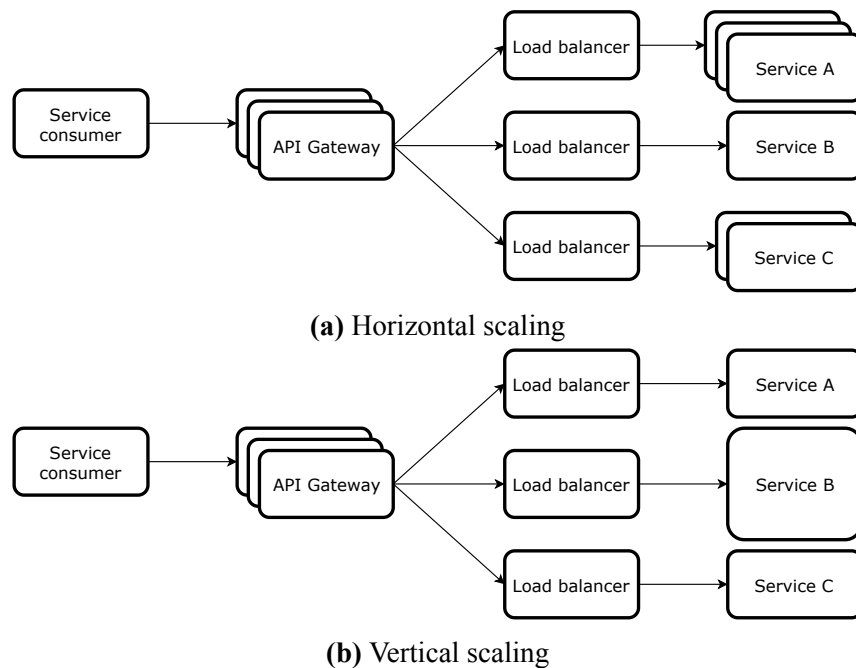 Load balancer
Service A
Service
consumer
API Gateway
Load balancer
Service B
Load balancer
Service C
(a) Horizontal scaling
Load balancer
Service A
Service
consumer
API Gateway
Load balancer
Service B
Load balancer
Service C
(b) Vertical scaling